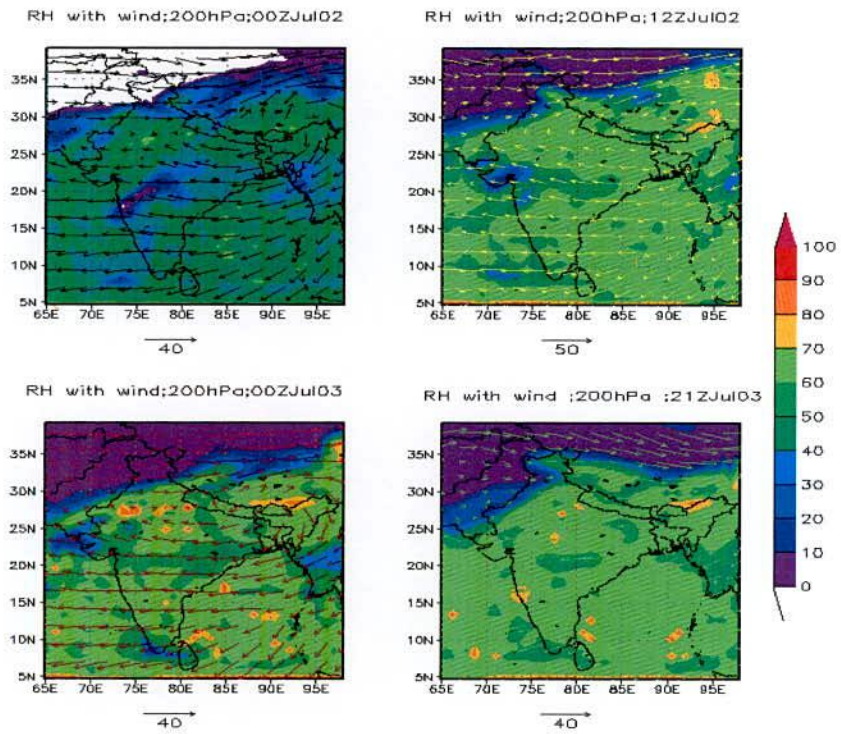 RH with wind;200hPa;00ZJul02
35N
30N
25N
20N
15N
10N
5N
65E 70E 75E 80E 85E 90E 95E
40
RH with wind;200hPa;12ZJul02
35N
30N
25N
20N
15N
10N
5N
65E 70E 75E 80E 85E 90E 95E
50
RH with wind;200hPa;00ZJul03
35N
30N
25N
20N
15N
10N
5N
65E 70E 75E 80E 85E 90E 95E
40
RH with wind ;200hPa ;21ZJul03
35N
30N
25N
20N
15N
10N
5N
65E 70E 75E 80E 85E 90E 95E
40
100
90
80
70
60
50
40
30
20
10
0